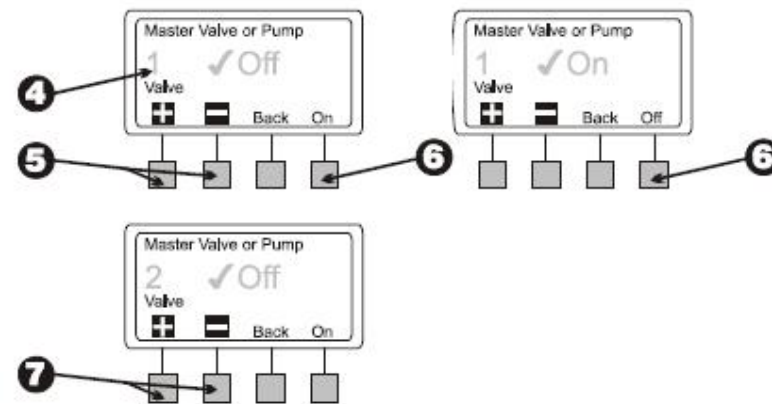 Master Valve or Pump
1 ✓Off
Valve
+ − Back On
4
5
6
Master Valve or Pump
1 ✓On
Valve
+ − Back Off
6
Master Valve or Pump
2 ✓Off
Valve
+ − Back On
7